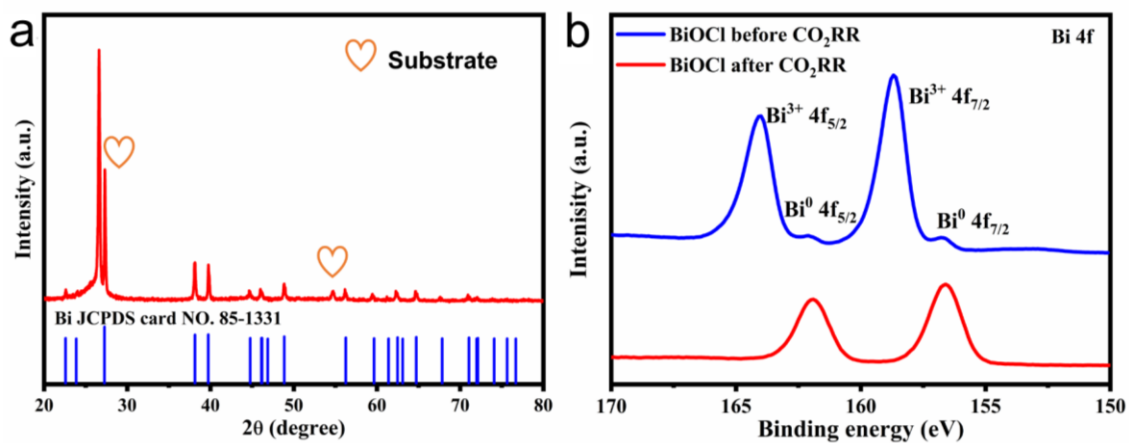 a
Substrate
Intensity (a.u.)
Bi JCPDS card NO. 85-1331
20 30 40 50 60 70 80
2θ (degree)
b
BiOCl before CO₂RR
BiOCl after CO₂RR
Bi 4f
Bi³⁺ 4f₇/₂
Bi³⁺ 4f₅/₂
Bi⁰ 4f₅/₂
Bi⁰ 4f₇/₂
Intenisity (a.u.)
170 165 160 155 150
Binding energy (eV)